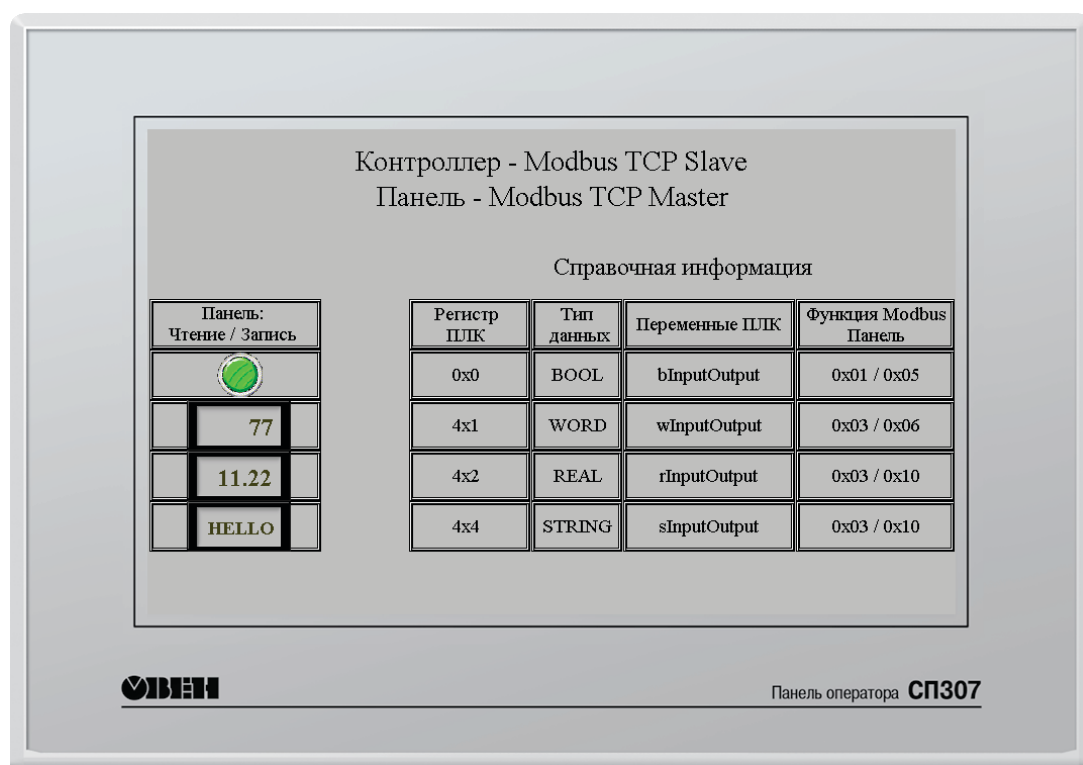 Контроллер - Modbus TCP Slave
Панель - Modbus TCP Master
Справочная информация
Панель:
Чтение / Запись
Регистр
ПЛК
Тип
данных
Переменные ПЛК
Функция Modbus
Панель
0x0 BOOL bInputOutput 0x01 / 0x05
77 4x1 WORD wInputOutput 0x03 / 0x06
11.22 4x2 REAL rInputOutput 0x03 / 0x10
HELLO 4x4 STRING sInputOutput 0x03 / 0x10
ОВЕН
Панель оператора СП307